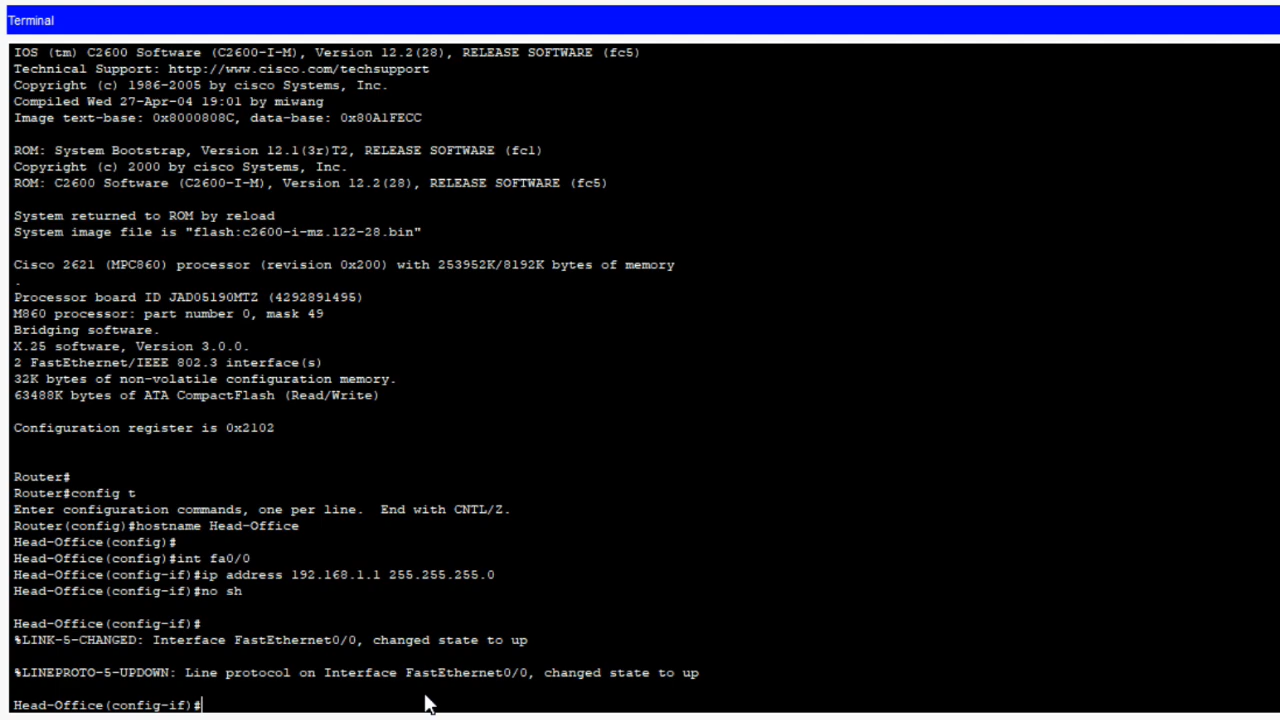 Terminal
IOS (tm) C2600 Software (C2600-I-M), Version 12.2(28), RELEASE SOFTWARE (fc5)
Technical Support: http://www.cisco.com/techsupport
Copyright (c) 1986-2005 by cisco Systems, Inc.
Compiled Wed 27-Apr-04 19:01 by miwang
Image text-base: 0x8000808C, data-base: 0x80A1FECC
ROM: System Bootstrap, Version 12.1(3r)T2, RELEASE SOFTWARE (fc1)
Copyright (c) 2000 by cisco Systems, Inc.
ROM: C2600 Software (C2600-I-M), Version 12.2(28), RELEASE SOFTWARE (fc5)
System returned to ROM by reload
System image file is "flash:c2600-i-mz.122-28.bin"
Cisco 2621 (MPC860) processor (revision 0x200) with 253952K/8192K bytes of memory
.
Processor board ID JAD05190MTZ (4292891495)
M860 processor: part number 0, mask 49
Bridging software.
X.25 software, Version 3.0.0.
2 FastEthernet/IEEE 802.3 interface(s)
32K bytes of non-volatile configuration memory.
63488K bytes of ATA CompactFlash (Read/Write)
Configuration register is 0x2102
Router#
Router#config t
Enter configuration commands, one per line.  End with CNTL/Z.
Router(config)#hostname Head-Office
Head-Office(config)#
Head-Office(config)#int fa0/0
Head-Office(config-if)#ip address 192.168.1.1 255.255.255.0
Head-Office(config-if)#no sh
Head-Office(config-if)#
%LINK-5-CHANGED: Interface FastEthernet0/0, changed state to up
%LINEPROTO-5-UPDOWN: Line protocol on Interface FastEthernet0/0, changed state to up
Head-Office(config-if)#